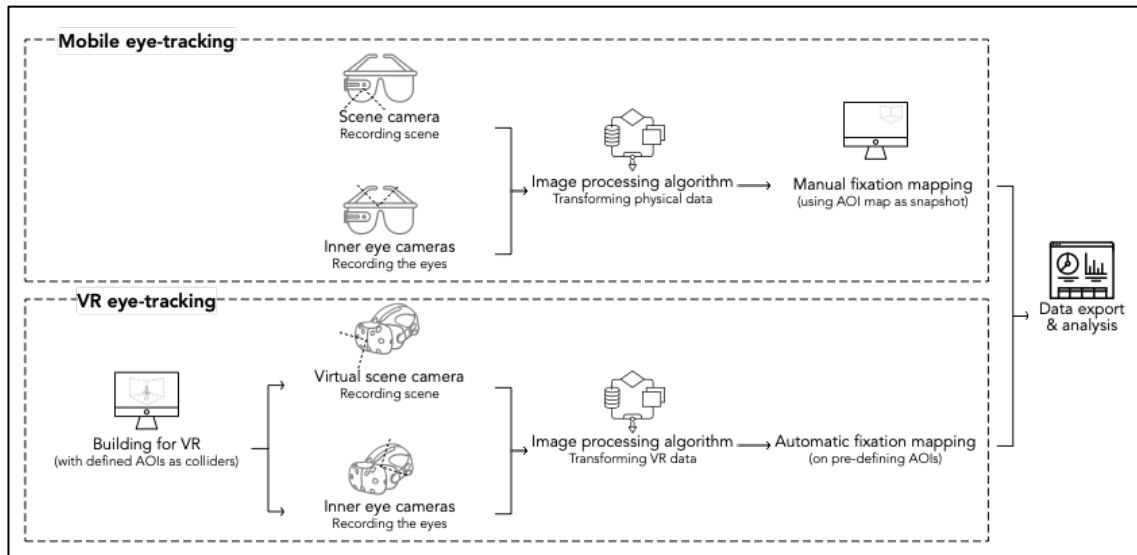 Mobile eye-tracking
Scene camera
Recording scene
Inner eye cameras
Recording the eyes
Image processing algorithm
Transforming physical data
Manual fixation mapping
(using AOI map as snapshot)
VR eye-tracking
Building for VR
(with defined AOIs as colliders)
Virtual scene camera
Recording scene
Inner eye cameras
Recording the eyes
Image processing algorithm
Transforming VR data
Automatic fixation mapping
(on pre-defining AOIs)
Data export
& analysis